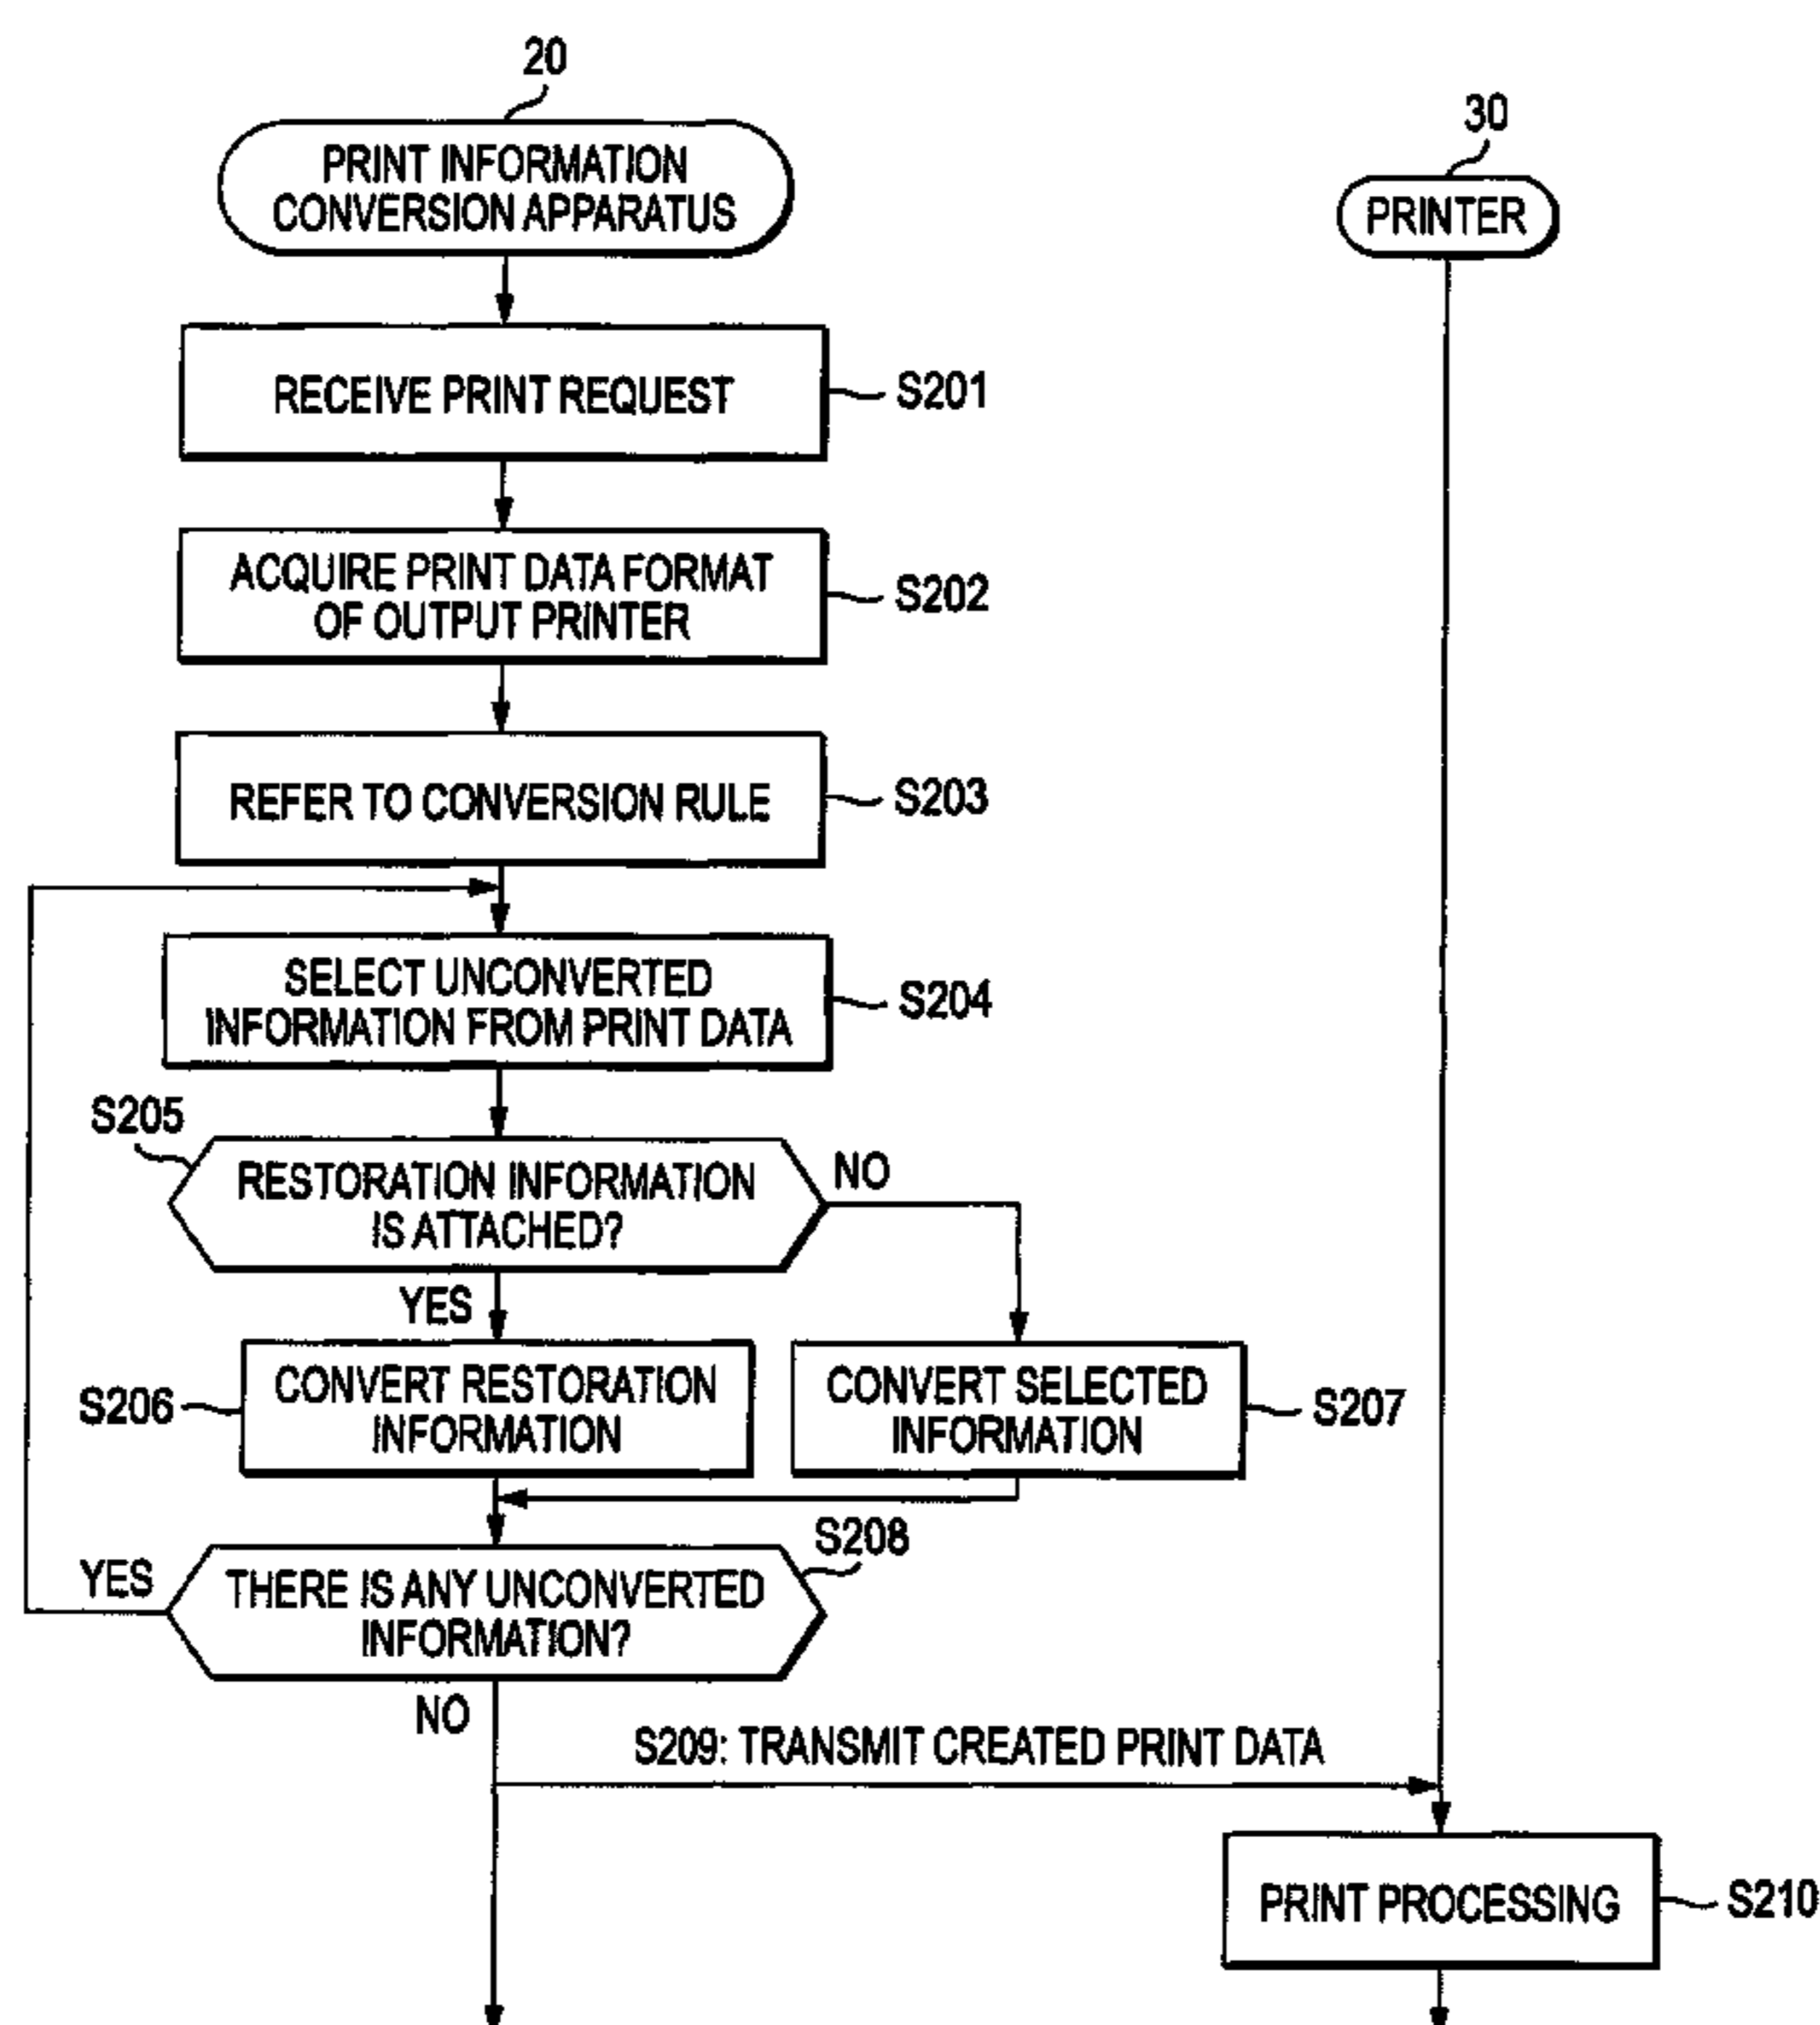 20
PRINT INFORMATION
CONVERSION APPARATUS
30
PRINTER
RECEIVE PRINT REQUEST
S201
ACQUIRE PRINT DATA FORMAT
OF OUTPUT PRINTER
S202
REFER TO CONVERSION RULE
S203
SELECT UNCONVERTED
INFORMATION FROM PRINT DATA
S204
S205
RESTORATION INFORMATION
IS ATTACHED?
NO
YES
S206
CONVERT RESTORATION
INFORMATION
CONVERT SELECTED
INFORMATION
S207
S208
YES
THERE IS ANY UNCONVERTED
INFORMATION?
NO
S209: TRANSMIT CREATED PRINT DATA
PRINT PROCESSING
S210